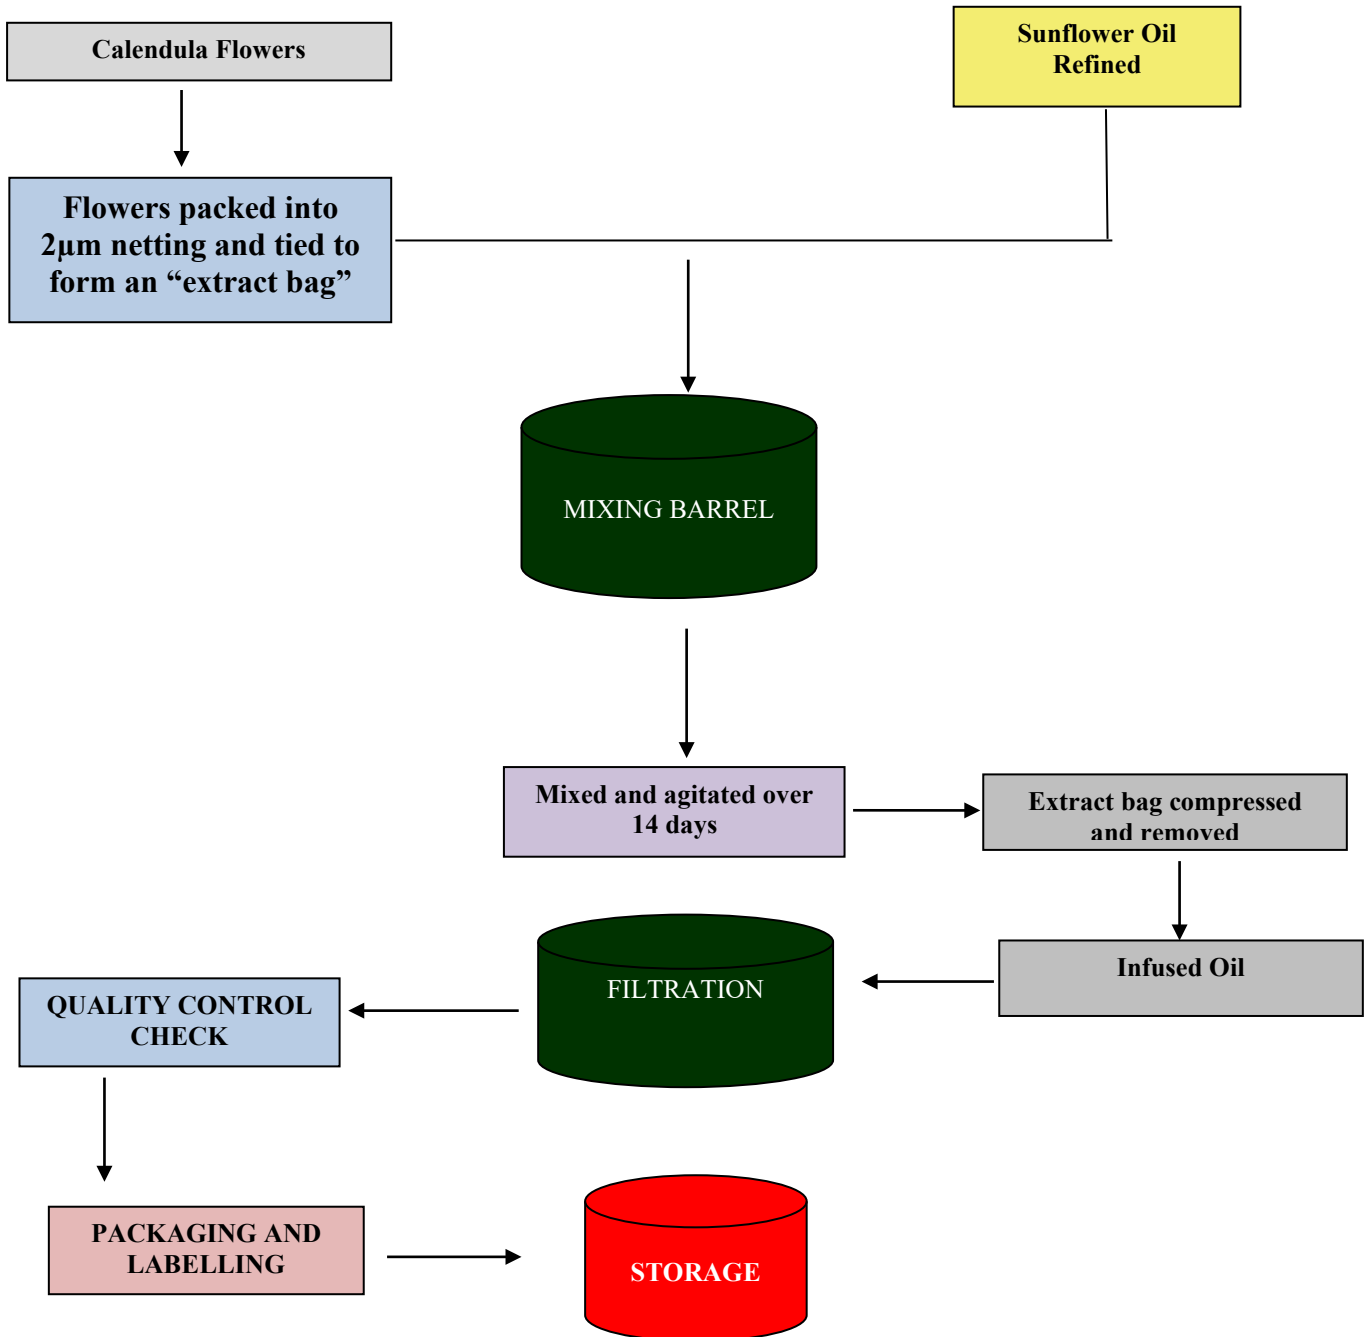 Calendula Flowers
Sunflower Oil
Refined
Flowers packed into
2µm netting and tied to
form an “extract bag”
MIXING BARREL
Mixed and agitated over
14 days
Extract bag compressed
and removed
Infused Oil
FILTRATION
QUALITY CONTROL
CHECK
PACKAGING AND
LABELLING
STORAGE